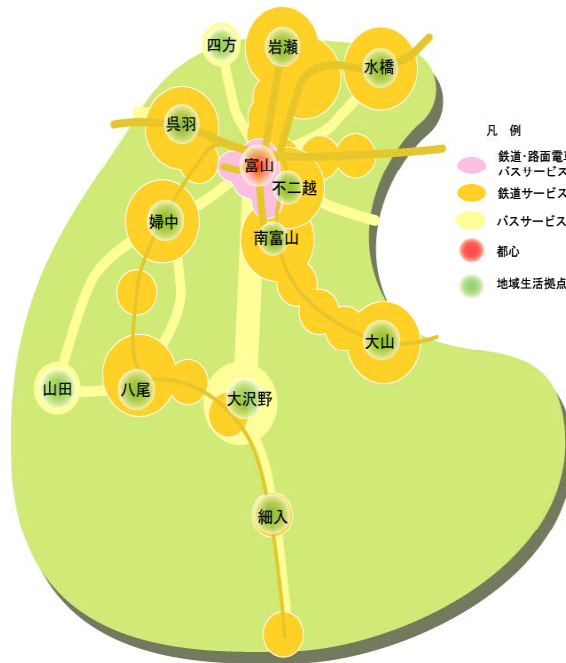 四方
岩瀬
水橋
呉羽
凡 例
富山
鉄道・路面電車
バスサービス
不二越
鉄道サービス
婦中
バスサービス
南富山
都心
地域生活拠点
大山
山田
八尾
大沢野
細入